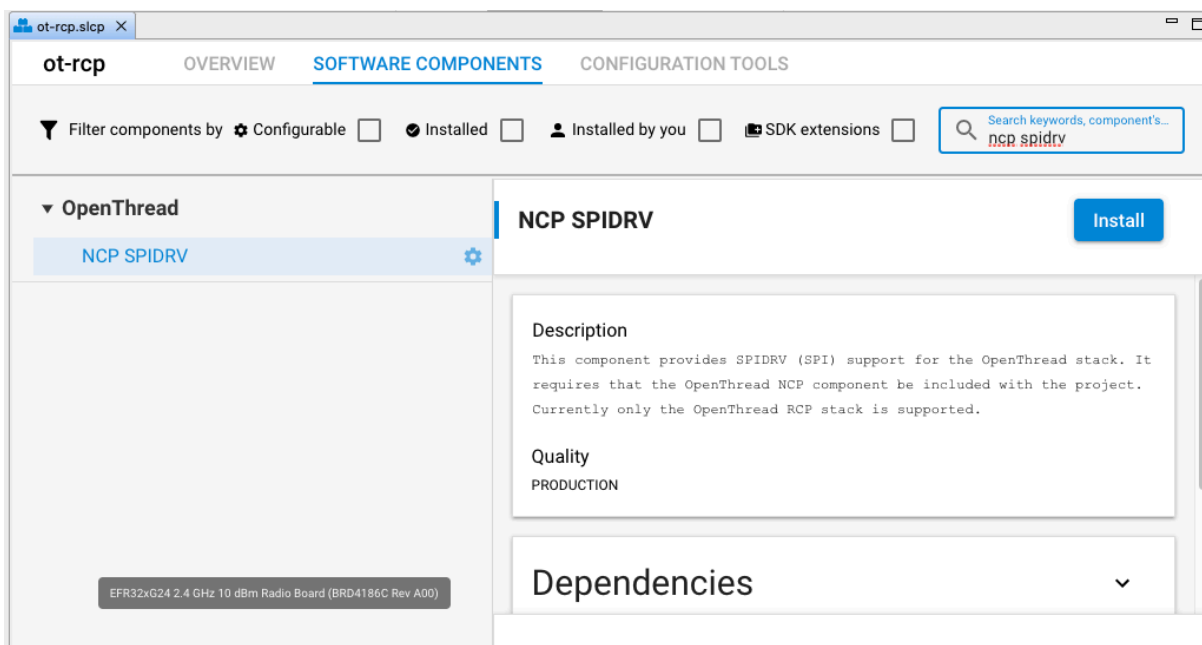 ot-rcp.slcp
ot-rcp OVERVIEW SOFTWARE COMPONENTS CONFIGURATION TOOLS
Filter components by Configurable Installed Installed by you SDK extensions
Search keywords, component's...
ncp spidrv
OpenThread
NCP SPIDRV
NCP SPIDRV
Install
Description
This component provides SPIDRV (SPI) support for the OpenThread stack. It
requires that the OpenThread NCP component be included with the project.
Currently only the OpenThread RCP stack is supported.
Quality
PRODUCTION
Dependencies
EFR32xG24 2.4 GHz 10 dBm Radio Board (BRD4186C Rev A00)